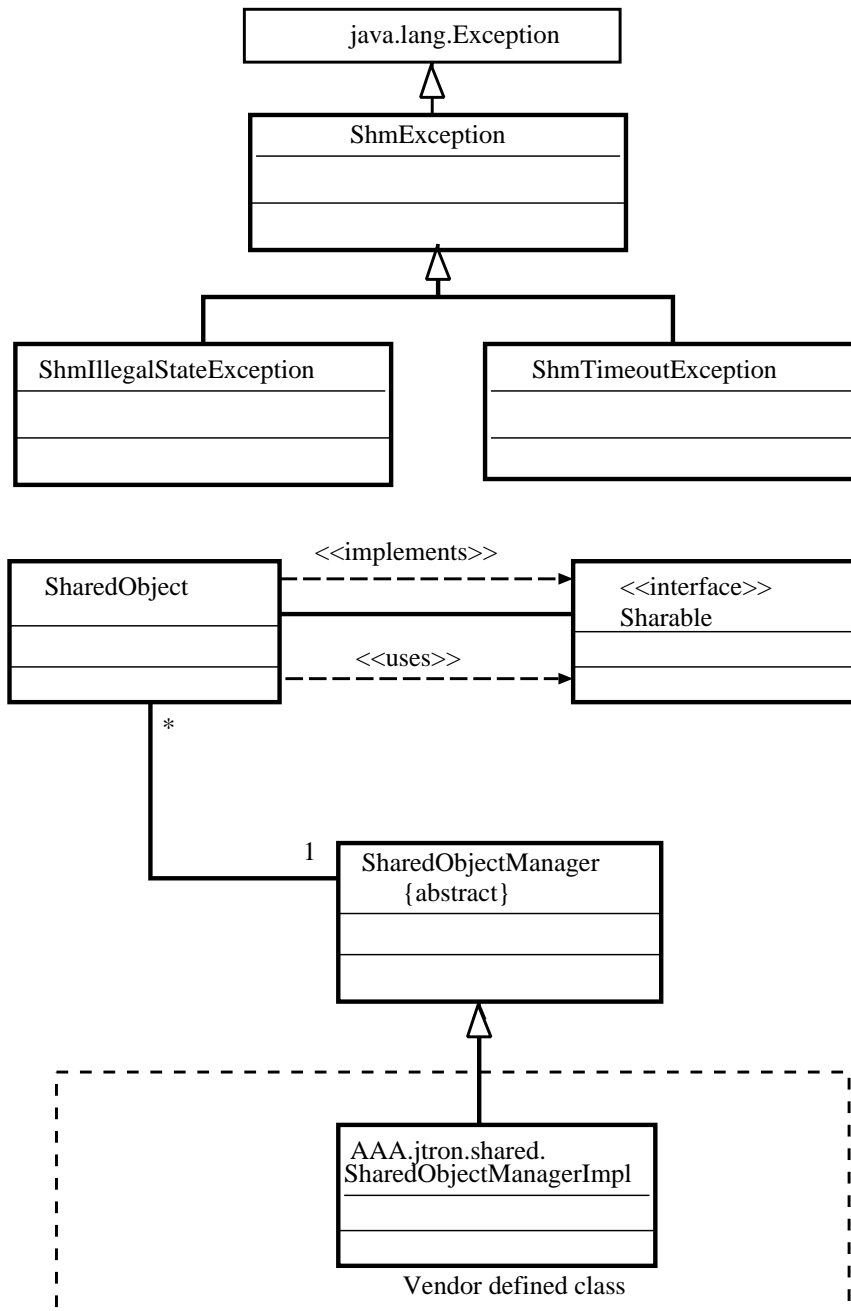 java.lang.Exception
ShmException
ShmIllegalStateException
ShmTimeoutException
<<implements>>
SharedObject
<<interface>>
Sharable
<<uses>>
*
1
SharedObjectManager
{abstract}
AAA.jtron.shared.
SharedObjectManagerImpl
Vendor defined class